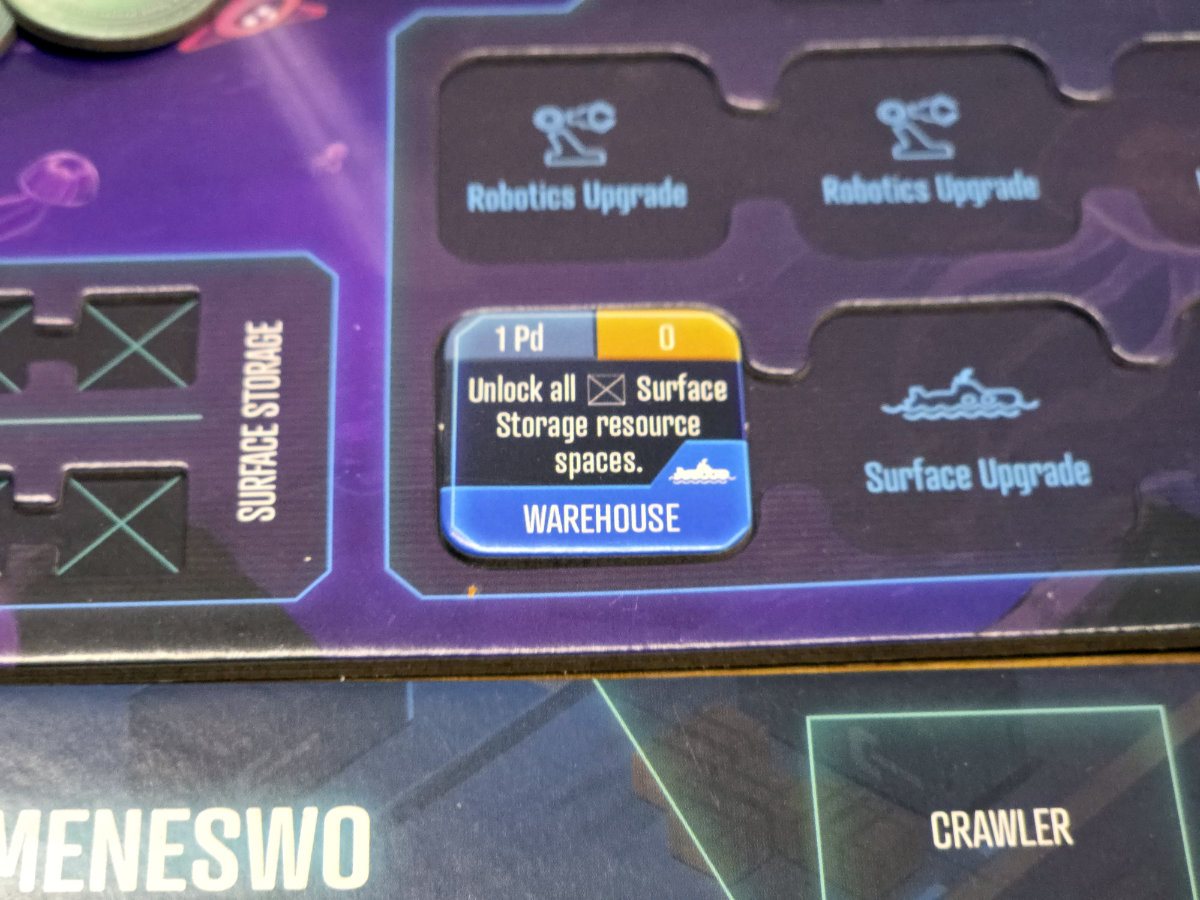 Robotics Upgrade
Robotics Upgrade
SURFACE STORAGE
1 Pd
0
Unlock all Surface
Storage resource
spaces.
WAREHOUSE
Surface Upgrade
MENESWO
CRAWLER